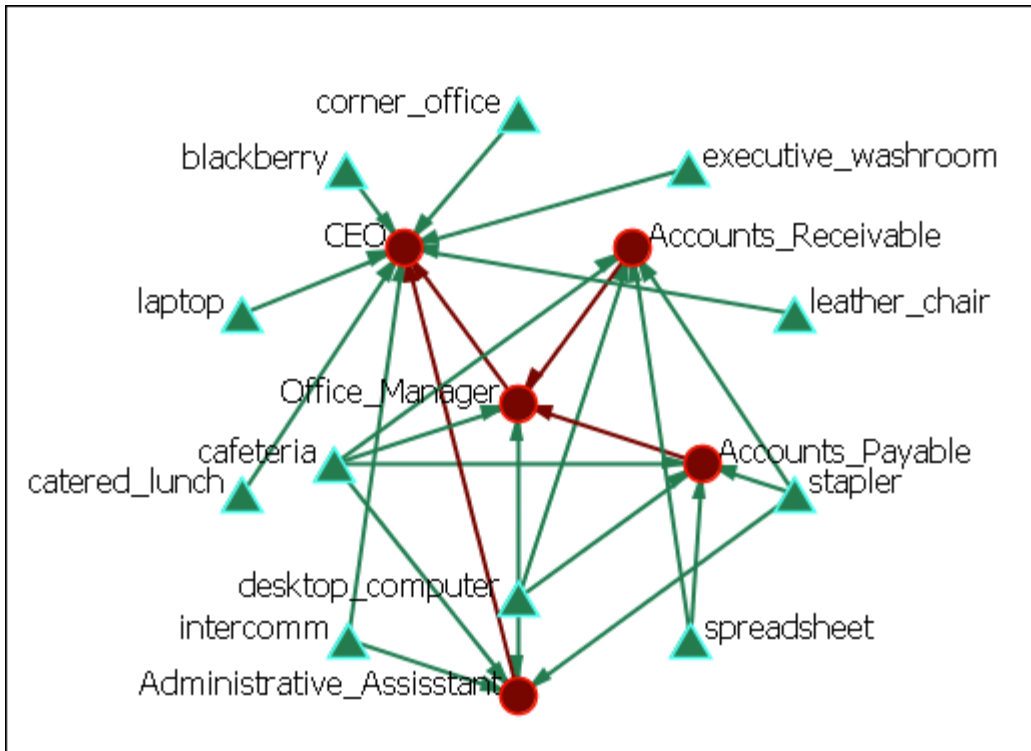 corner_office
blackberry
executive_washroom
CEO
Accounts_Receivable
laptop
leather_chair
Office_Manager
cafeteria
Accounts_Payable
catered_lunch
stapler
desktop_computer
intercomm
spreadsheet
Administrative_Assisstant